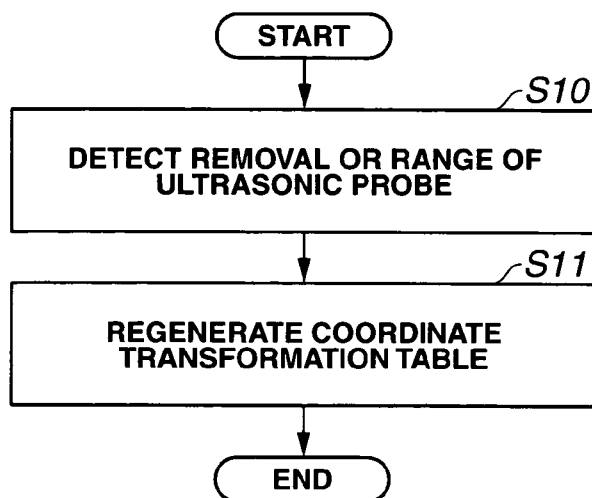 START
S10
DETECT REMOVAL OR RANGE OF
ULTRASONIC PROBE
S11
REGENERATE COORDINATE
TRANSFORMATION TABLE
END